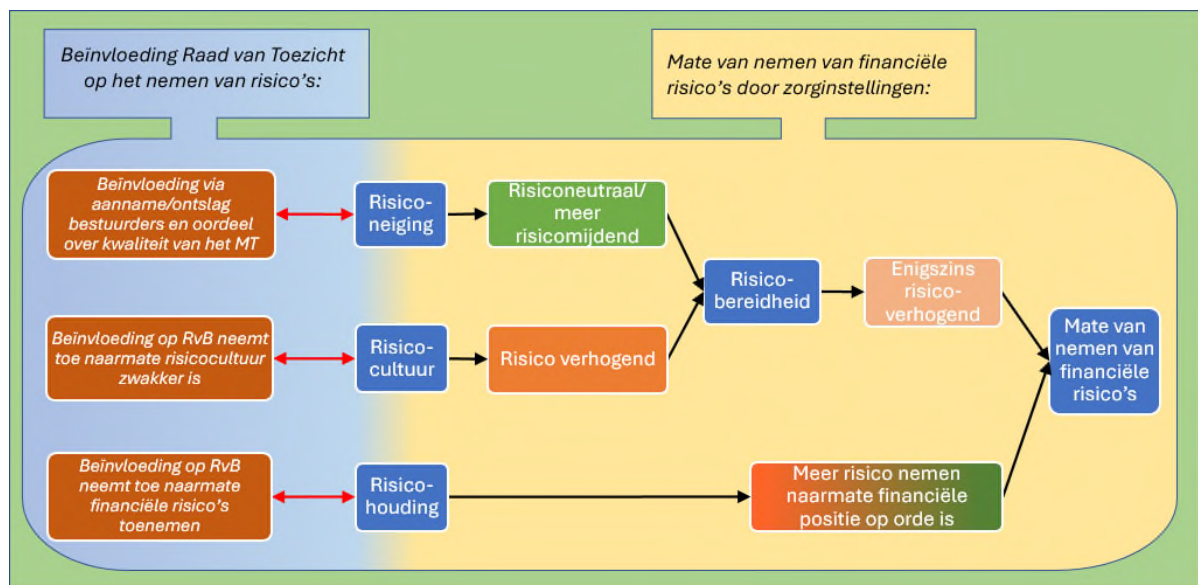 Beïnvloeding Raad van Toezicht
op het nemen van risico's:
Mate van nemen van financiële
risico's door zorginstellingen:
Beïnvloeding via
aanname/ontslag
bestuurders en oordeel
over kwaliteit van het MT
Risico-
neiging
Risiconeutraal/
meer
risicomijdend
Risico-
bereidheid
Enigszins
risico-
verhogend
Beïnvloeding op RvB neemt
toe naarmate risicocultuur
zwakker is
Risico-
cultuur
Risico verhogend
Mate van
nemen van
financiële
risico's
Beïnvloeding op RvB
neemt toe naarmate
financiële risico's
toenemen
Risico-
houding
Meer risico nemen
naarmate financiële
positie op orde is